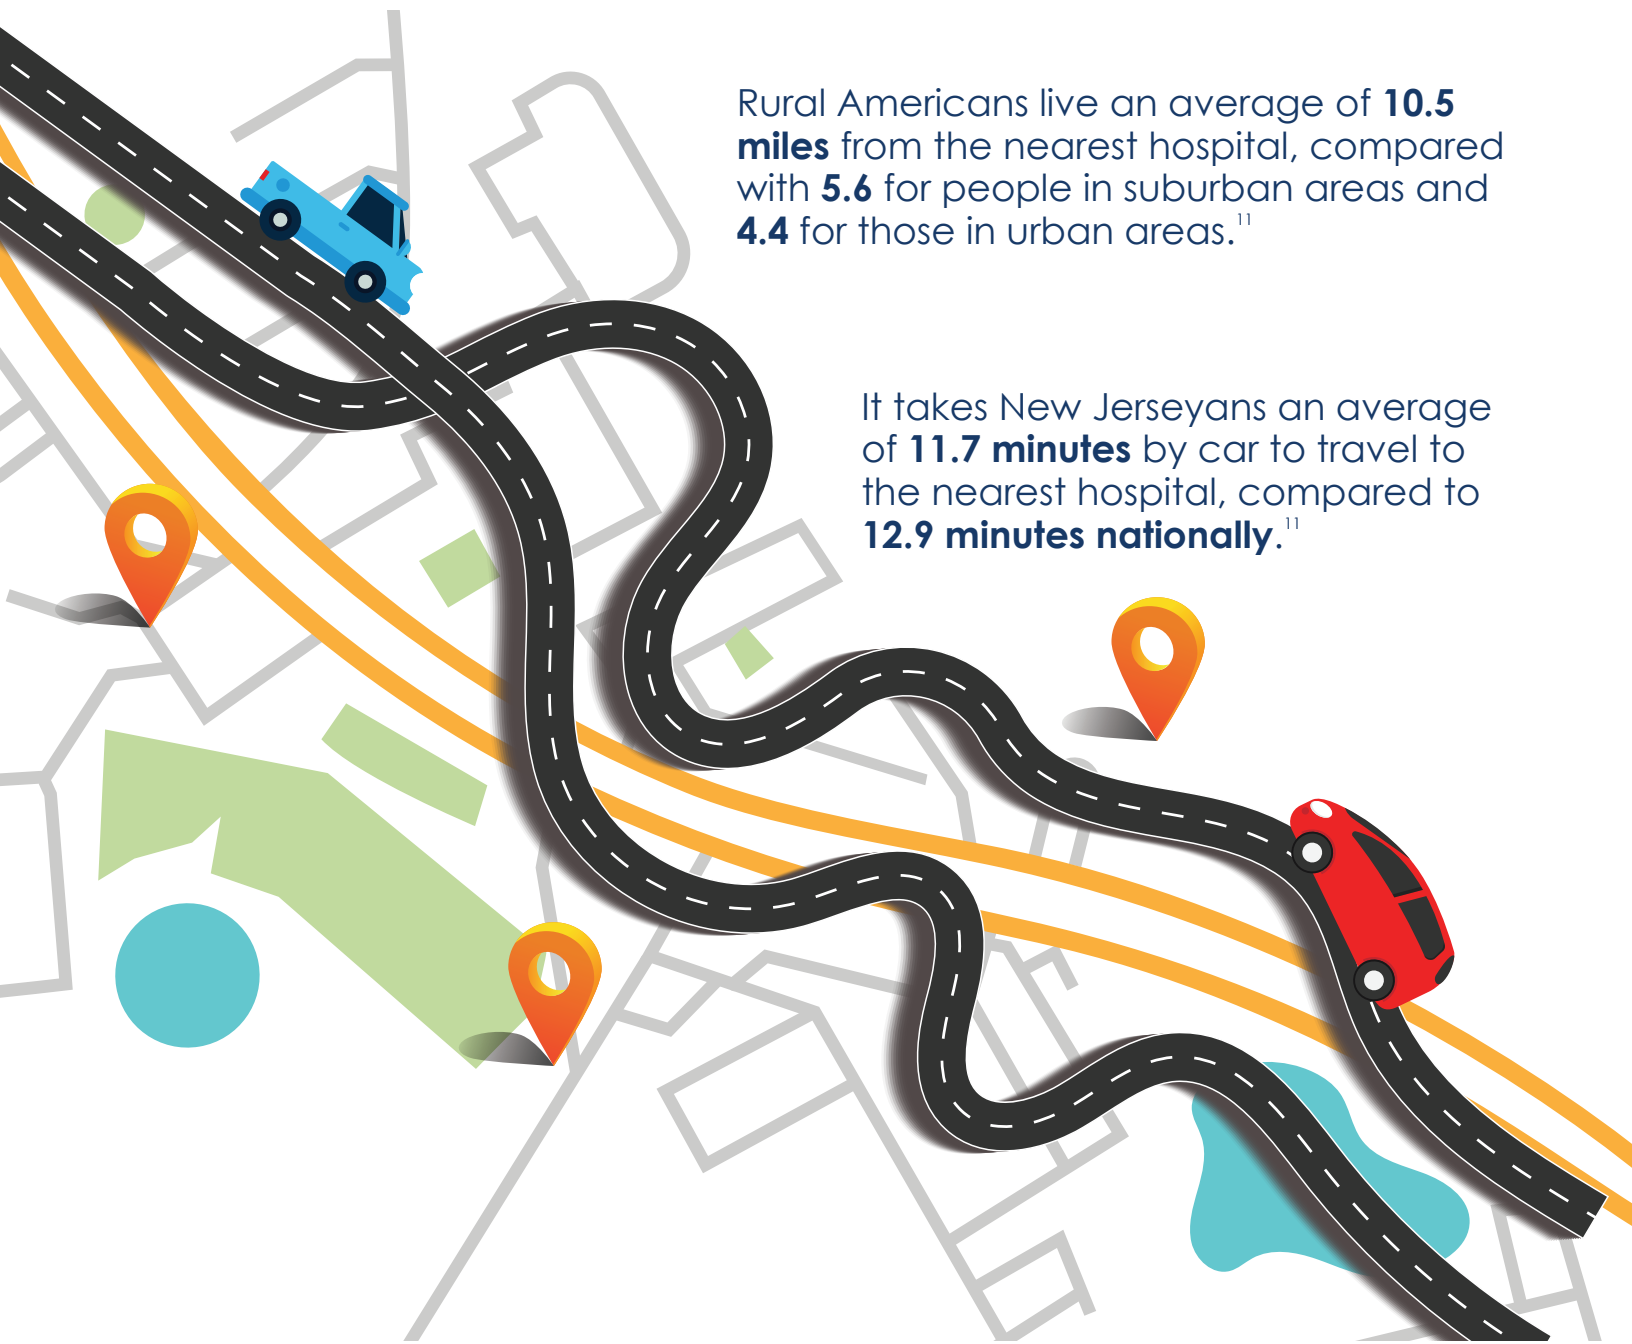 Rural Americans live an average of 10.5
miles from the nearest hospital, compared
with 5.6 for people in suburban areas and
4.4 for those in urban areas.11
It takes New Jerseyans an average
of 11.7 minutes by car to travel to
the nearest hospital, compared to
12.9 minutes nationally.11